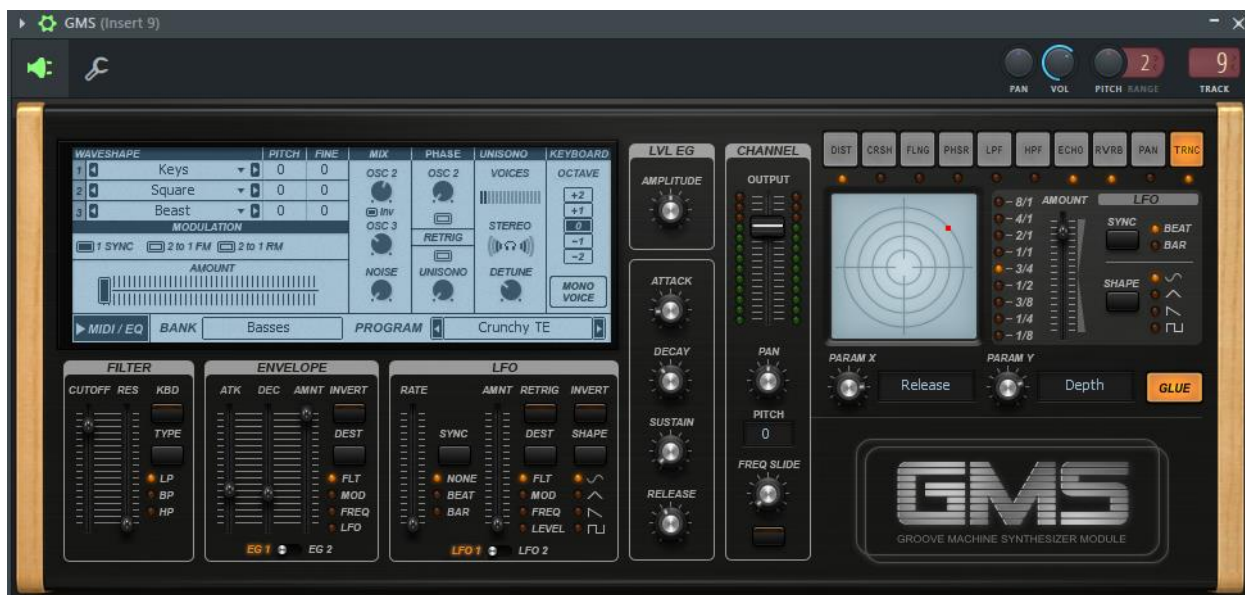 GMS (Insert 9)
2 9
PAN VOL PITCH RANGE TRACK
WAVESHAPE PITCH FINE MIX PHASE UNISONO KEYBOARD
1 Keys 0 0 OSC 2 OSC 2 VOICES OCTAVE
2 Square 0 0 +2
3 Beast 0 0 Inv +1
MODULATION OSC 3 RETRIG STEREO 0
1 SYNC 2 to 1 FM 2 to 1 RM -1
-2
AMOUNT NOISE UNISONO DETUNE MONO
VOICE
MIDI / EQ BANK Basses PROGRAM Crunchy TE
FILTER
CUTOFF RES KBD
TYPE
LP
BP
HP
ENVELOPE
ATK DEC AMNT INVERT
DEST
FLT
MOD
FREQ
LFO
EG 1 EG 2
LFO
RATE AMNT RETRIG INVERT
SYNC DEST SHAPE
NONE FLT
BEAT MOD
BAR FREQ
LEVEL
LFO 1 LFO 2
LVL EG
AMPLITUDE
ATTACK
DECAY
SUSTAIN
RELEASE
CHANNEL
OUTPUT
PAN
PITCH
0
FREQ SLIDE
DIST CRSH FLNG PHSR LPF HPF ECHO RVRB PAN TRNC
8/1 AMOUNT LFO
4/1 SYNC BEAT
2/1 BAR
1/1
3/4
1/2 SHAPE
3/8
1/4
1/8
PARAM X PARAM Y
Release Depth GLUE
GMS
GROOVE MACHINE SYNTHESIZER MODULE